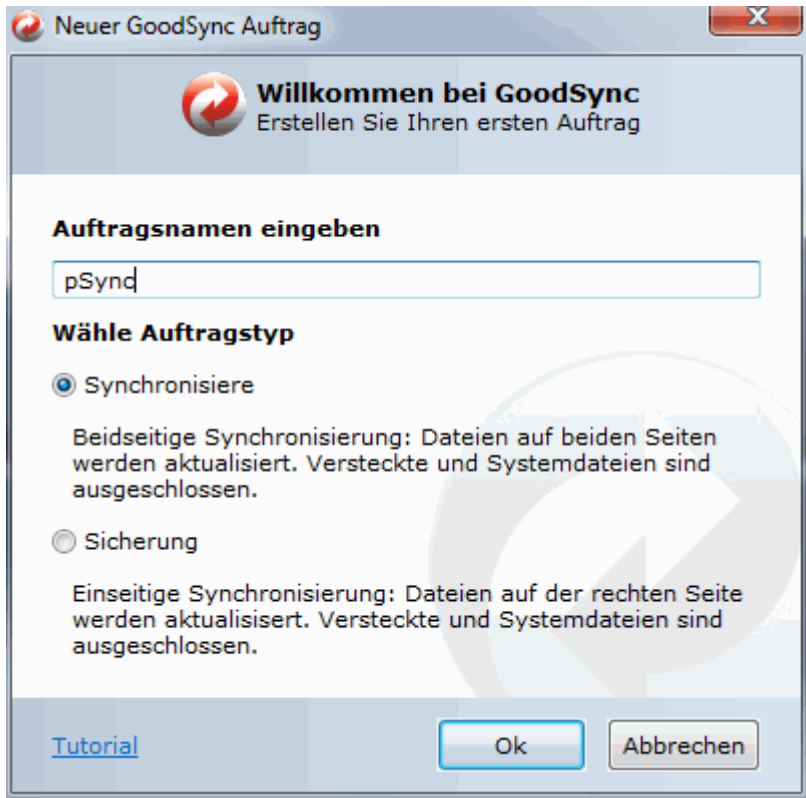 Neuer GoodSync Auftrag
Willkommen bei GoodSync
Erstellen Sie Ihren ersten Auftrag
Auftragsnamen eingeben
pSync
Wähle Auftragstyp
Synchronisiere
Beidseitige Synchronisierung: Dateien auf beiden Seiten
werden aktualisiert. Versteckte und Systemdateien sind
ausgeschlossen.
Sicherung
Einseitige Synchronisierung: Dateien auf der rechten Seite
werden aktualisisert. Versteckte und Systemdateien sind
ausgeschlossen.
Tutorial Ok Abbrechen